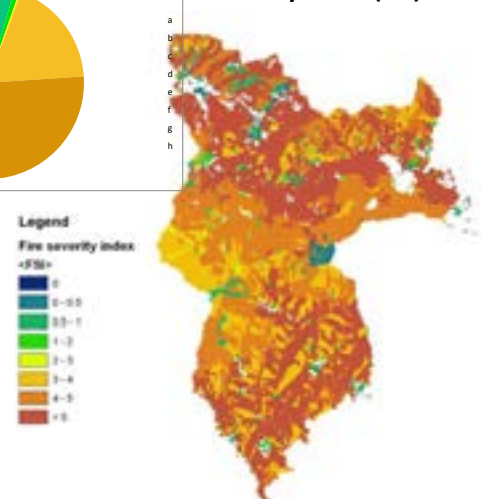 a
b
c
d
e
f
g
h
Legend
Fire severity index
<FSI>
0
0-0.5
0.5-1
1-2
2-3
3-4
4-5